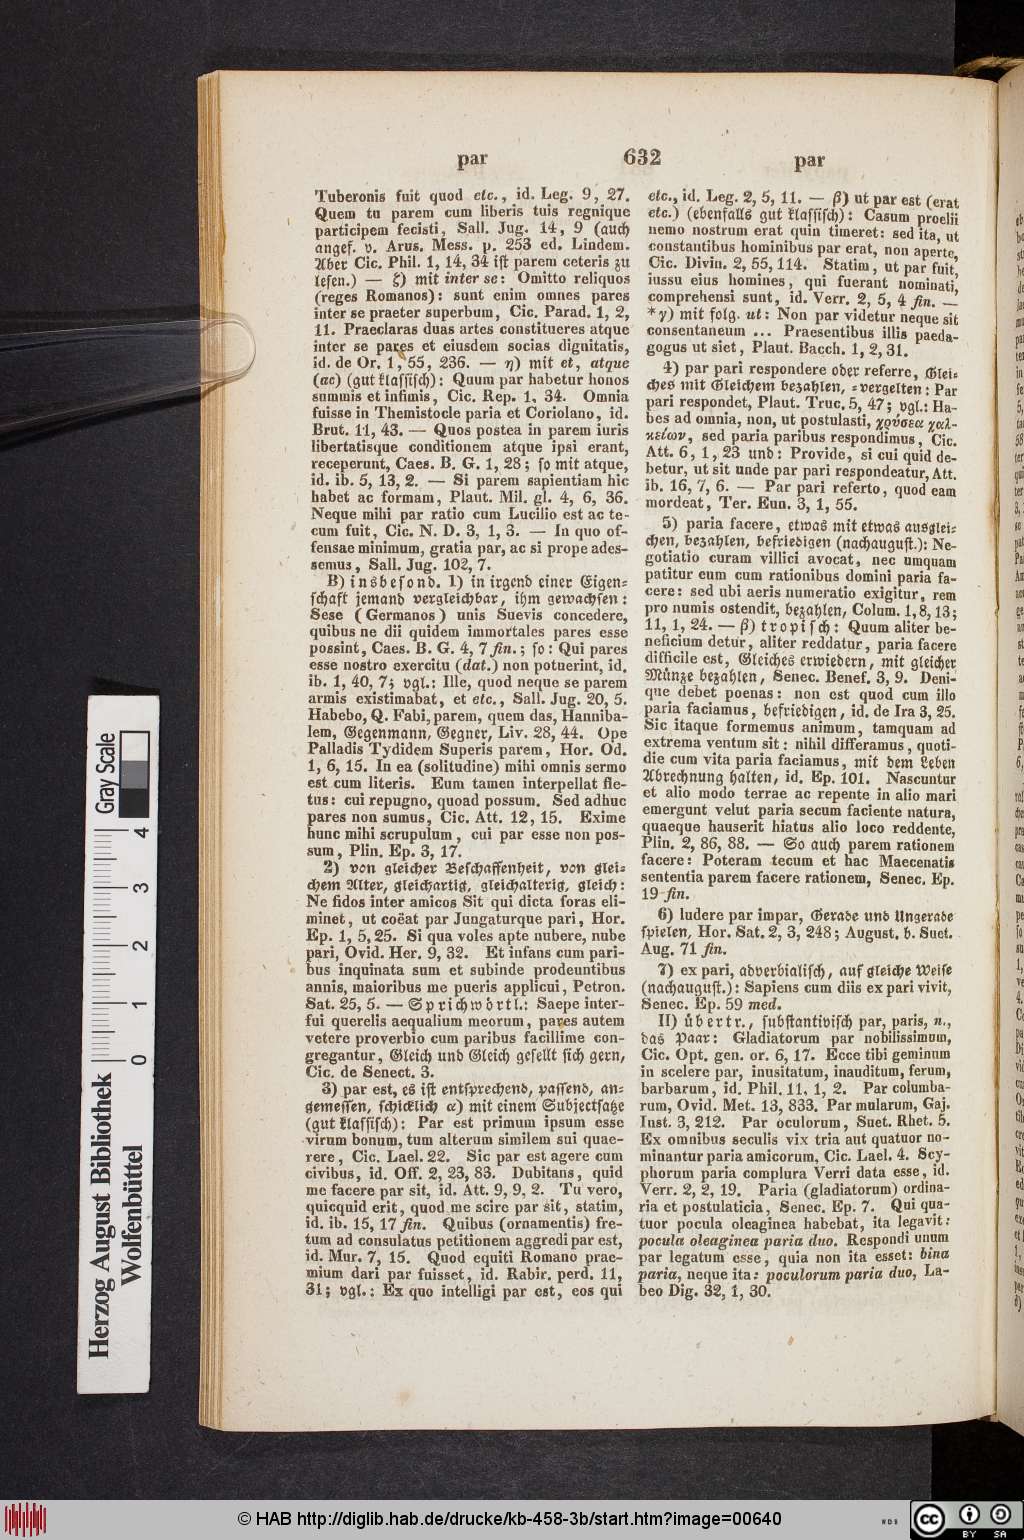 par 632 par
Tuberonis fuit quod etc., id. Leg. 9, 27.
Quem tu parem cum liberis tuis regnique
participem fecisti, Sall. Jug. 14, 9 (auch
angef. v. Arus. Mess. p. 253 ed. Lindem.
Aber Cic. Phil. 1, 14, 34 ist parem ceteris zu
lesen.) — ζ) mit inter se: Omitto reliquos
(reges Romanos): sunt enim omnes pares
inter se praeter superbum, Cic. Parad. 1, 2,
11. Praeclaras duas artes constitueres atque
inter se pares et eiusdem socias dignitatis,
id. de Or. 1, 55, 236. — η) mit et, atque
(ac) (gut klassisch): Quum par habetur honos
summis et infimis, Cic. Rep. 1, 34. Omnia
fuisse in Themistocle paria et Coriolano, id.
Brut. 11, 43. — Quos postea in parem iuris
libertatisque conditionem atque ipsi erant,
receperunt, Caes. B. G. 1, 28; so mit atque,
id. ib. 5, 13, 2. — Si parem sapientiam hic
habet ac formam, Plaut. Mil. gl. 4, 6, 36.
Neque mihi par ratio cum Lucilio est ac te-
cum fuit, Cic. N. D. 3, 1, 3. — In quo of-
fensae minimum, gratia par, ac si prope ades-
semus, Sall. Jug. 102, 7.
B) insbesond. 1) in irgend einer Eigen-
schaft jemand vergleichbar, ihm gewachsen:
Sese (Germanos) unis Suevis concedere,
quibus ne dii quidem immortales pares esse
possint, Caes. B. G. 4, 7 fin.; so: Qui pares
esse nostro exercitu (dat.) non potuerint, id.
ib. 1, 40, 7; vgl.: Ille, quod neque se parem
armis existimabat, et etc., Sall. Jug. 20, 5.
Habebo, Q. Fabi, parem, quem das, Hanniba-
lem, Gegenmann, Gegner, Liv. 28, 44. Ope
Palladis Tydidem Superis parem, Hor. Od.
1, 6, 15. In ea (solitudine) mihi omnis sermo
est cum literis. Eum tamen interpellat fle-
tus: cui repugno, quoad possum. Sed adhuc
pares non sumus, Cic. Att. 12, 15. Exime
hunc mihi scrupulum, cui par esse non pos-
sum, Plin. Ep. 3, 17.
2) von gleicher Beschaffenheit, von glei-
chem Alter, gleichartig, gleichalterig, gleich:
Ne fidos inter amicos Sit qui dicta foras eli-
minet, ut coëat par Jungaturque pari, Hor.
Ep. 1, 5, 25. Si qua voles apte nubere, nube
pari, Ovid. Her. 9, 32. Et infans cum pari-
bus inquinata sum et subinde prodeuntibus
annis, maioribus me pueris applicui, Petron.
Sat. 25, 5. — Sprichwörtl.: Saepe inter-
fui querelis aequalium meorum, pares autem
vetere proverbio cum paribus facillime con-
gregantur, Gleich und Gleich gesellt sich gern,
Cic. de Senect. 3.
3) par est, es ist entsprechend, passend, an-
gemessen, schicklich α) mit einem Subjectsatze
(gut klassisch): Par est primum ipsum esse
virum bonum, tum alterum similem sui quae-
rere, Cic. Lael. 22. Sic par est agere cum
civibus, id. Off. 2, 23, 83. Dubitans, quid
me facere par sit, id. Att. 9, 9, 2. Tu vero,
quicquid erit, quod me scire par sit, statim,
id. ib. 15, 17 fin. Quibus (ornamentis) fre-
tum ad consulatus petitionem aggredi par est,
id. Mur. 7, 15. Quod equiti Romano prae-
mium dari par fuisset, id. Rabir. perd. 11,
31; vgl.: Ex quo intelligi par est, eos qui
etc., id. Leg. 2, 5, 11. — β) ut par est (erat
etc.) (ebenfalls gut klassisch): Casum proelii
nemo nostrum erat quin timeret: sed ita, ut
constantibus hominibus par erat, non aperte,
Cic. Divin. 2, 55, 114. Statim, ut par fuit,
iussu eius homines, qui fuerant nominati,
comprehensi sunt, id. Verr. 2, 5, 4 fin. —
*γ) mit folg. ut: Non par videtur neque sit
consentaneum ... Praesentibus illis paeda-
gogus ut siet, Plaut. Bacch. 1, 2, 31.
4) par pari respondere oder referre, Glei-
ches mit Gleichem bezahlen, -vergelten: Par
pari respondet, Plaut. Truc. 5, 47; vgl.: Ha-
bes ad omnia, non, ut postulasti, χρύσεα χαλ-
κείων, sed paria paribus respondimus, Cic.
Att. 6, 1, 23 und: Provide, si cui quid de-
betur, ut sit unde par pari respondeatur, Att.
ib. 16, 7, 6. — Par pari referto, quod eam
mordeat, Ter. Eun. 3, 1, 55.
5) paria facere, etwas mit etwas ausglei-
chen, bezahlen, befriedigen (nachaugust.): Ne-
gotiatio curam villici avocat, nec umquam
patitur eum cum rationibus domini paria fa-
cere: sed ubi aeris numeratio exigitur, rem
pro numis ostendit, bezahlen, Colum. 1, 8, 13;
11, 1, 24. — β) tropisch: Quum aliter be-
neficium detur, aliter reddatur, paria facere
difficile est, Gleiches erwiedern, mit gleicher
Münze bezahlen, Senec. Benef. 3, 9. Deni-
que debet poenas: non est quod cum illo
paria faciamus, befriedigen, id. de Ira 3, 25.
Sic itaque formemus animum, tamquam ad
extrema ventum sit: nihil differamus, quoti-
die cum vita paria faciamus, mit dem Leben
Abrechnung halten, id. Ep. 101. Nascuntur
et alio modo terrae ac repente in alio mari
emergunt velut paria secum faciente natura,
quaeque hauserit hiatus alio loco reddente,
Plin. 2, 86, 88. — So auch parem rationem
facere: Poteram tecum et hac Maecenatis
sententia parem facere rationem, Senec. Ep.
19 fin.
6) ludere par impar, Gerade und Ungerade
spielen, Hor. Sat. 2, 3, 248; August. b. Suet.
Aug. 71 fin.
7) ex pari, adverbialisch, auf gleiche Weise
(nachaugust.): Sapiens cum diis ex pari vivit,
Senec. Ep. 59 med.
II) übertr., substantivisch par, paris, n.,
das Paar: Gladiatorum par nobilissimum,
Cic. Opt. gen. or. 6, 17. Ecce tibi geminum
in scelere par, inusitatum, inauditum, ferum,
barbarum, id. Phil. 11, 1, 2. Par columba-
rum, Ovid. Met. 13, 833. Par mularum, Gaj.
Inst. 3, 212. Par oculorum, Suet. Rhet. 5.
Ex omnibus seculis vix tria aut quatuor no-
minantur paria amicorum, Cic. Lael. 4. Scy-
phorum paria complura Verri data esse, id.
Verr. 2, 2, 19. Paria (gladiatorum) ordina-
ria et postulaticia, Senec. Ep. 7. Qui qua-
tuor pocula oleaginea habebat, ita legavit:
pocula oleaginea paria duo. Respondi unum
par legatum esse, quia non ita esset: bina
paria, neque ita: poculorum paria duo, La-
beo Dig. 32, 1, 30.
Gray Scale
0 1 2 3 4
Herzog August Bibliothek
Wolfenbüttel
© HAB http://diglib.hab.de/drucke/kb-458-3b/start.htm?image=00640
WDB
cc BY SA